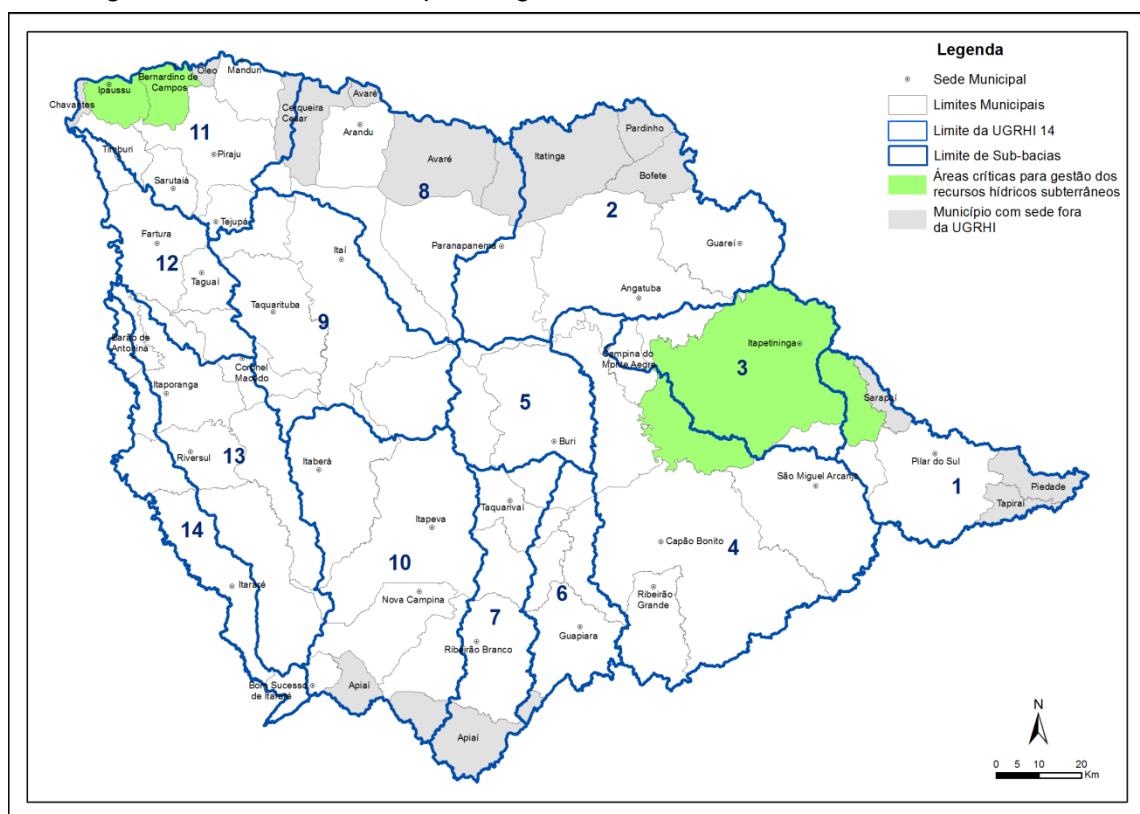 Legenda
Sede Municipal
Limites Municipais
Limite da UGRHI 14
Limite de Sub-bacias
Áreas críticas para gestão dos
recursos hídricos subterrâneos
Município com sede fora
da UGRHI
Chavantes
Ipaussu
Bernardino de
Campos
Óleo
Manduri
11
Timburi
Piraju
Sarutaiá
Tejupá
Cerqueira
Cesar
Avaré
Arandu
Avaré
8
Itatinga
Pardinho
Bofete
2
Guareí
Paranapanema
Angatuba
Fartura
12
Taguaí
Itaí
Taquarituba
9
Barão de
Antonina
Coronel
Macedo
Itaporanga
Riversul
13
14
Itararé
Bom Sucesso
de Itararé
Itaberá
Itapeva
10
Nova Campina
Apiaí
Apiaí
5
Buri
Taquarivaí
7
Ribeirão Branco
6
Guapiara
Campina do
Monte Alegre
Itapetininga
3
Sarapuí
Pilar do Sul
1
Piedade
Tapiraí
São Miguel Arcanjo
Capão Bonito
4
Ribeirão
Grande
N
0 5 10 20
Km